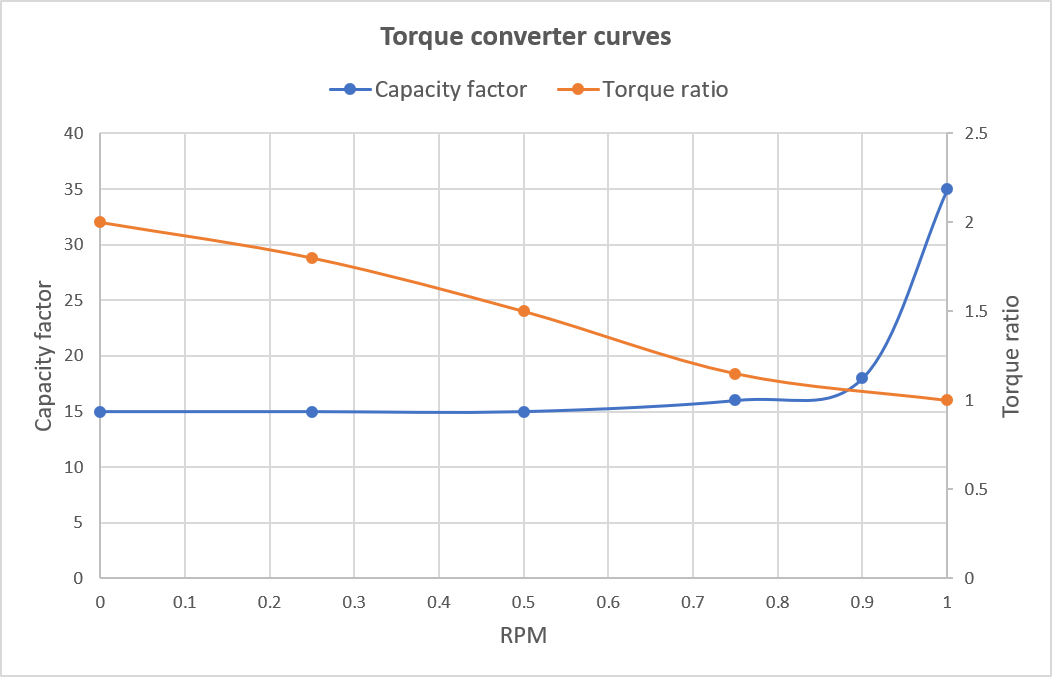 Torque converter curves
Capacity factor Torque ratio
40 2.5
35
30 2
25
20 1.5
15 1
10
5 0.5
0 0
0 0.1 0.2 0.3 0.4 0.5 0.6 0.7 0.8 0.9 1
RPM
Capacity factor
Torque ratio